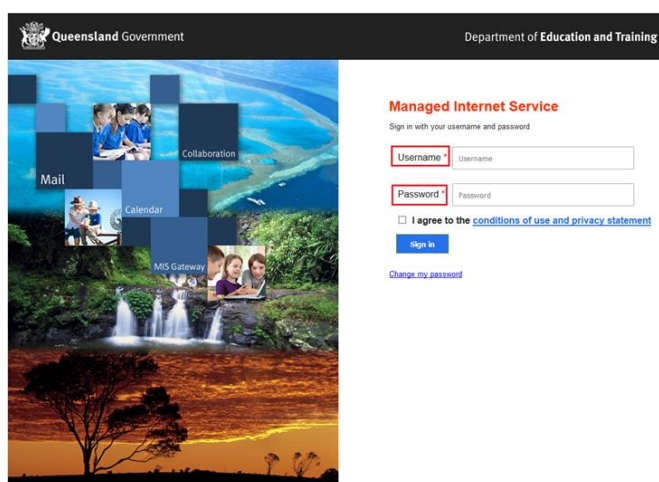 Queensland Government
Department of Education and Training
Mail
Collaboration
Calendar
MIS Gateway
Managed Internet Service
Sign in with your username and password
Username * Username
Password * Password
I agree to the conditions of use and privacy statement
Sign in
Change my password